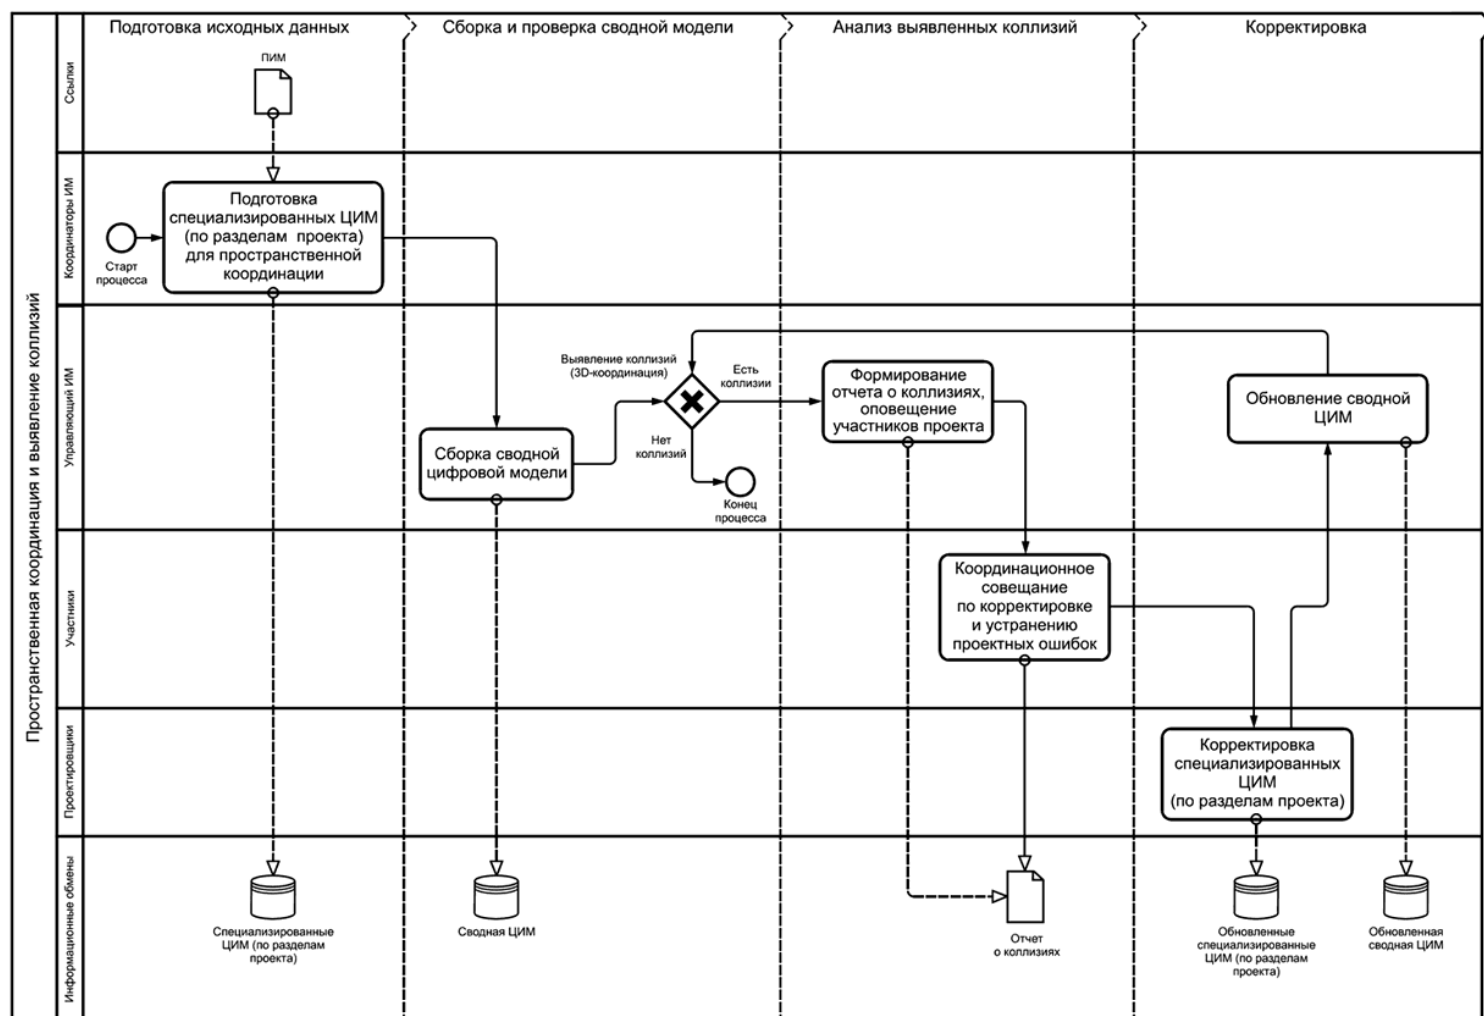 Подготовка исходных данных
Сборка и проверка сводной модели
Анализ выявленных коллизий
Корректировка
Пространственная координация и выявление коллизий
Ссылки
ПИМ
Координаторы ИМ
Старт
процесса
Подготовка
специализированных ЦИМ
(по разделам проекта)
для пространственной
координации
Управляющий ИМ
Сборка сводной
цифровой модели
Выявление коллизий
(3D-координация)
Есть
коллизии
Нет
коллизий
Конец
процесса
Формирование
отчета о коллизиях,
оповещение
участников проекта
Обновление сводной
ЦИМ
Участники
Координационное
совещание
по корректировке
и устранению
проектных ошибок
Проектировщики
Корректировка
специализированных
ЦИМ
(по разделам проекта)
Информационные обмены
Специализированные
ЦИМ (по разделам
проекта)
Сводная ЦИМ
Отчет
о коллизиях
Обновленные
специализированные
ЦИМ (по разделам
проекта)
Обновленная
сводная ЦИМ